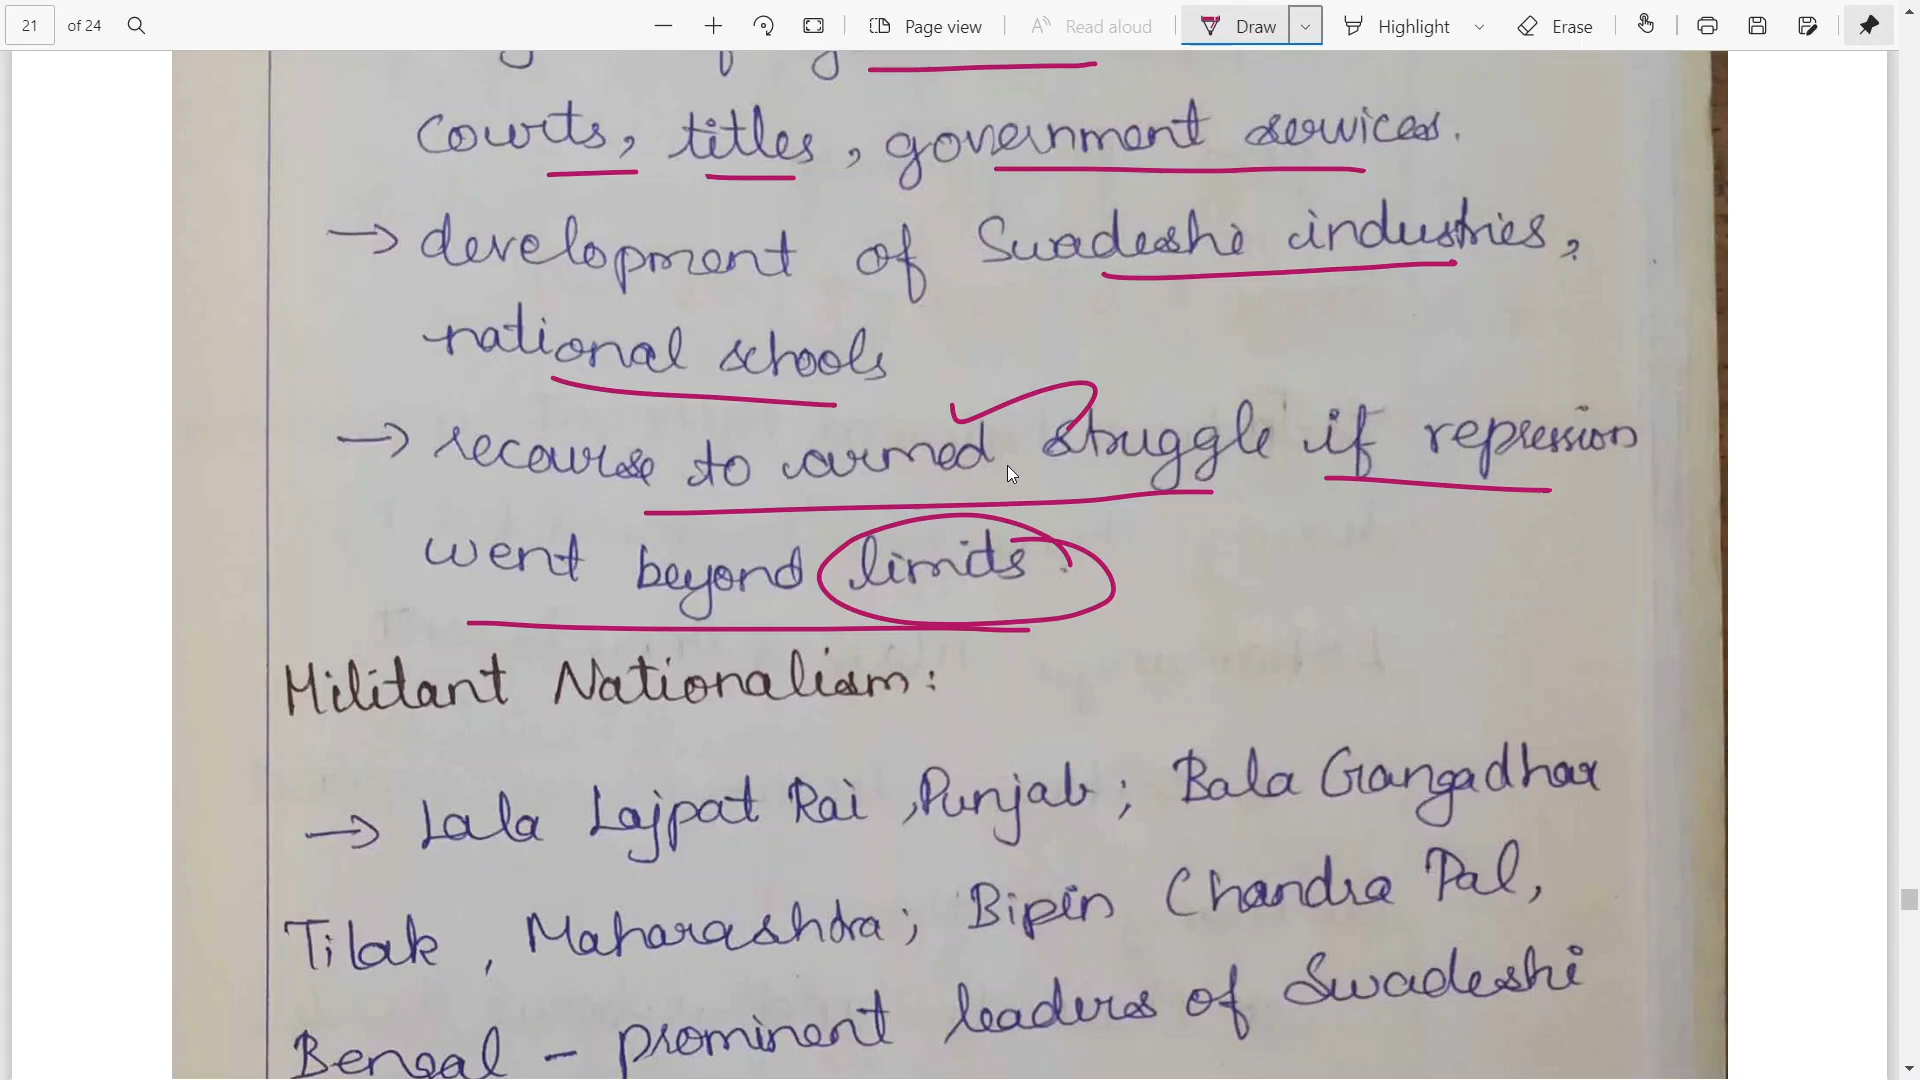 21 of 24 Page view Read aloud Draw Highlight Erase
courts, titles, government services.
→ development of Swadeshi industries,
national schools
→ recourse to armed struggle if repression
went beyond limits.
Militant Nationalism:
→ Lala Lajpat Rai, Punjab; Bala Gangadhar
Tilak, Maharashtra; Bipin Chandra Pal,
Bengal - prominent leaders of Swadeshi